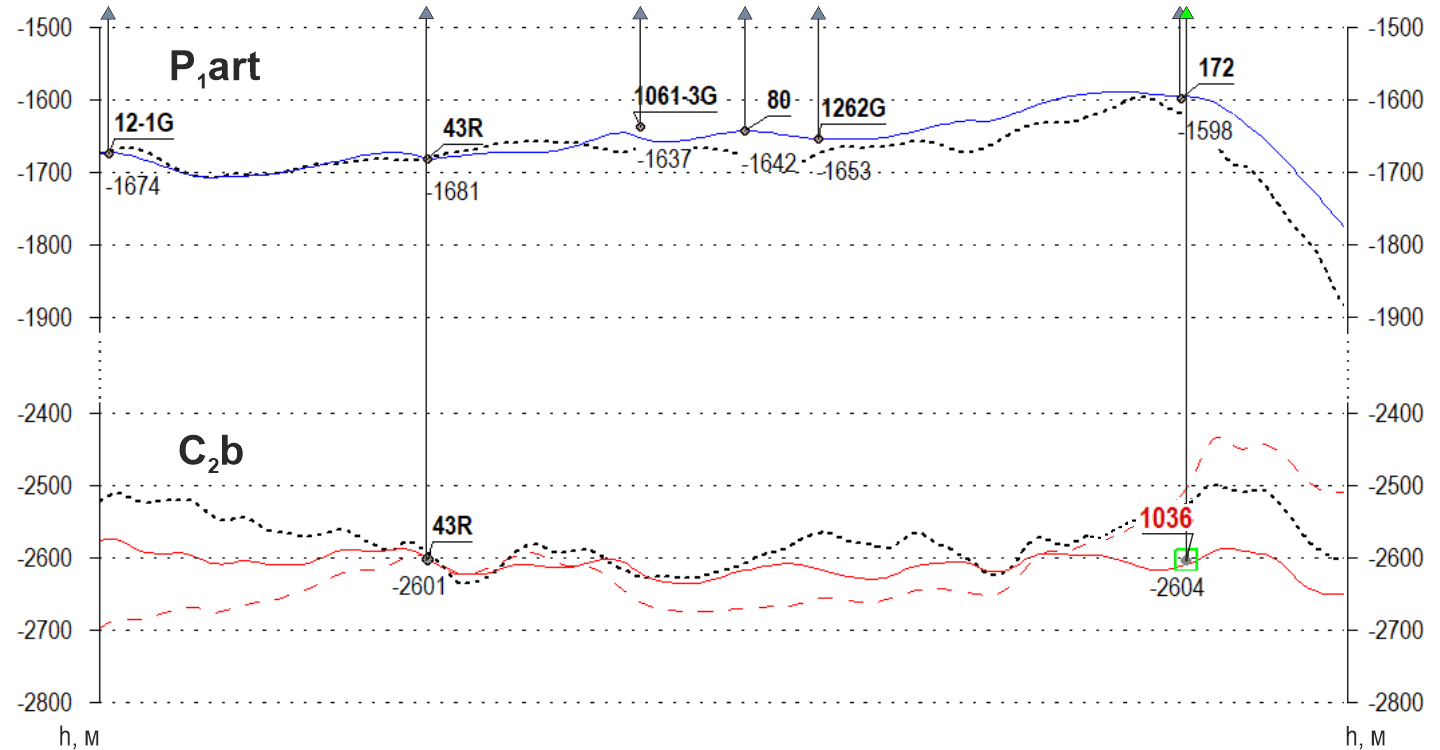 -1500 -1500
P₁art
172
-1600 1061-3G 80 1262G -1600
12-1G 43R -1598
-1637 -1642 -1653
-1700 -1674 -1681 -1700
-1800 -1800
-1900 -1900
-2400 -2400
C₂b
-2500 -2500
43R 1036
-2600 -2600
-2601 -2604
-2700 -2700
-2800 -2800
h, м h, м